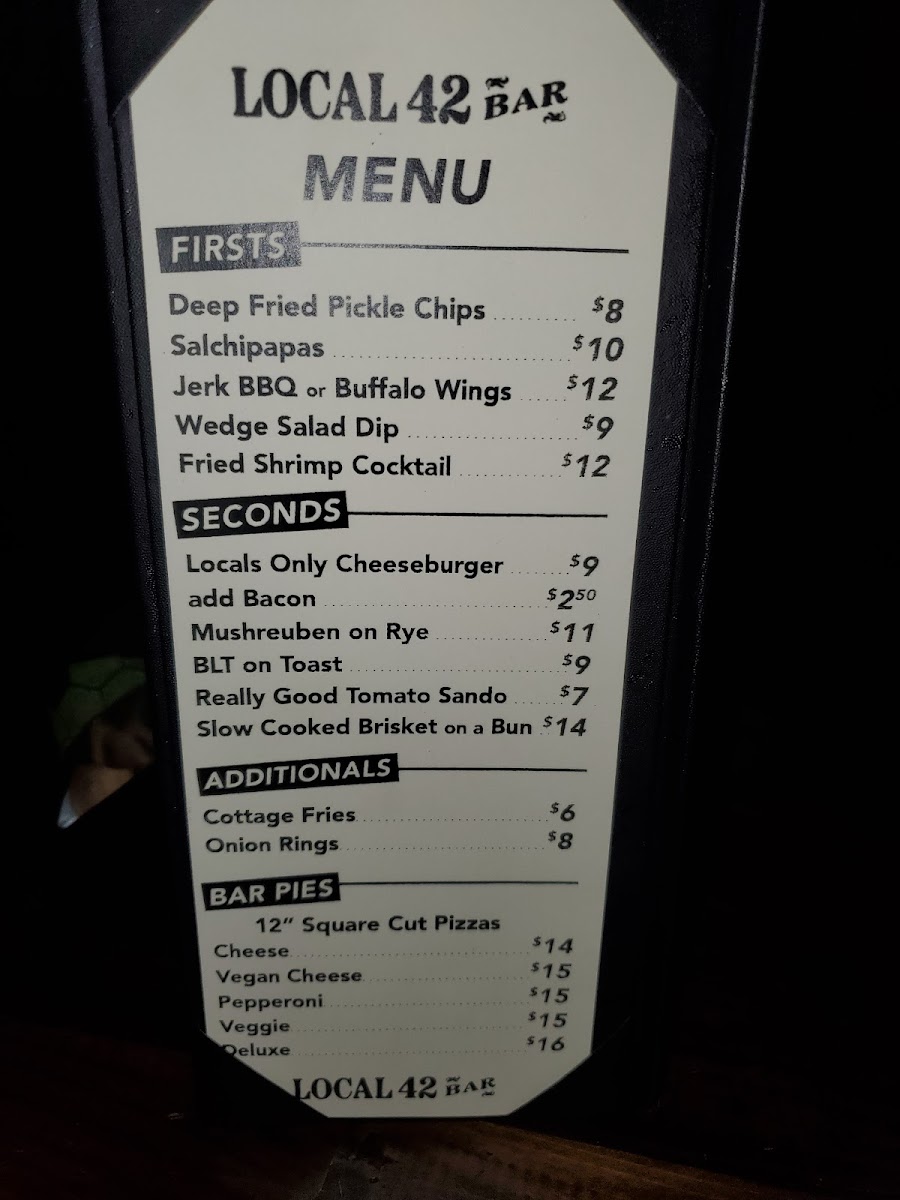 LOCAL 42 BAR
MENU
FIRSTS
Deep Fried Pickle Chips $8
Salchipapas $10
Jerk BBQ or Buffalo Wings $12
Wedge Salad Dip $9
Fried Shrimp Cocktail $12
SECONDS
Locals Only Cheeseburger $9
add Bacon $2 50
Mushreuben on Rye $11
BLT on Toast $9
Really Good Tomato Sando $7
Slow Cooked Brisket on a Bun $14
ADDITIONALS
Cottage Fries $6
Onion Rings $8
BAR PIES
12" Square Cut Pizzas
Cheese $14
Vegan Cheese $15
Pepperoni $15
Veggie $15
Deluxe $16
LOCAL 42 BAR